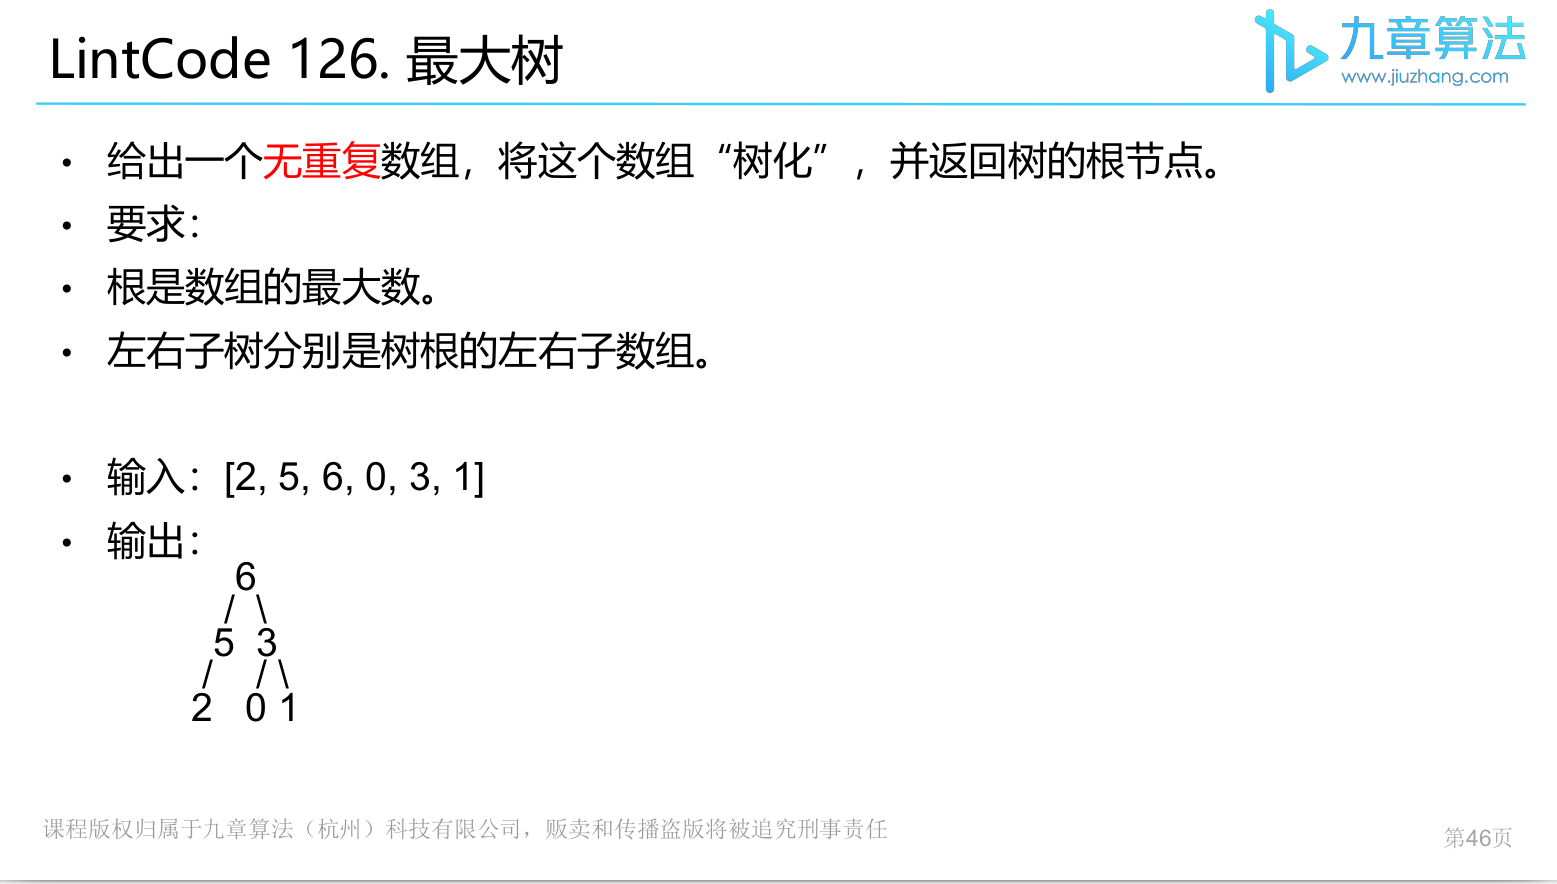 LintCode 126. 最大树
九章算法
www.jiuzhang.com
• 给出一个无重复数组，将这个数组“树化”，并返回树的根节点。
• 要求：
• 根是数组的最大数。
• 左右子树分别是树根的左右子数组。
• 输入：[2, 5, 6, 0, 3, 1]
• 输出：
6
/ \
5 3
/ / \
2 0 1
课程版权归属于九章算法（杭州）科技有限公司，贩卖和传播盗版将被追究刑事责任
第46页